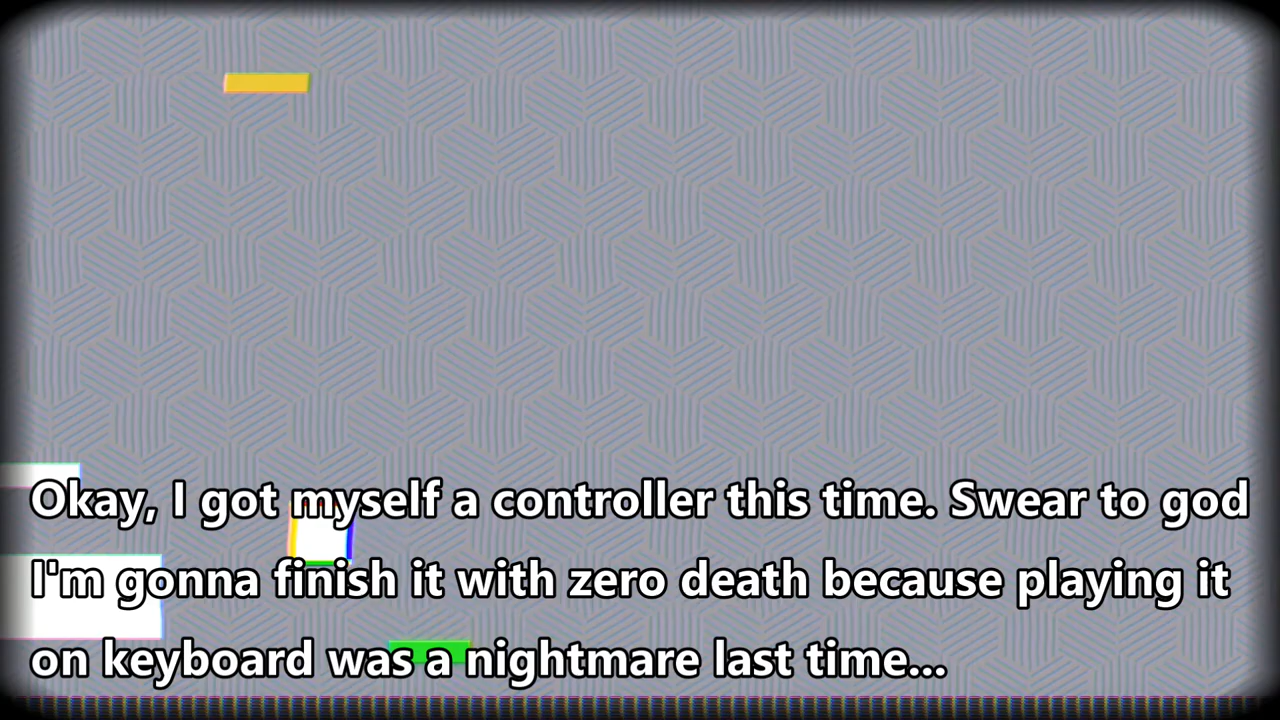 Okay, I got myself a controller this time. Swear to god
I'm gonna finish it with zero death because playing it
on keyboard was a nightmare last time...